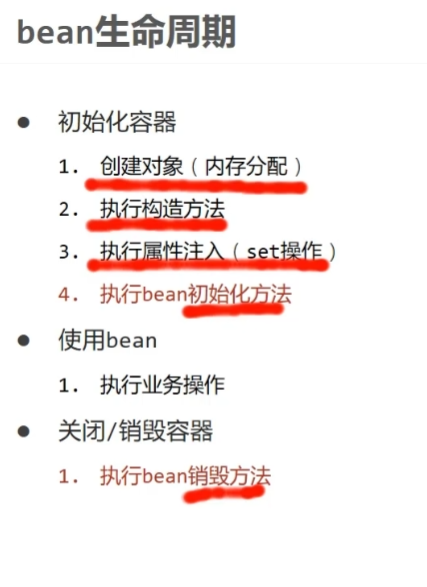 bean生命周期
● 初始化容器
1. 创建对象（内存分配）
2. 执行构造方法
3. 执行属性注入（set操作）
4. 执行bean初始化方法
● 使用bean
1. 执行业务操作
● 关闭/销毁容器
1. 执行bean销毁方法